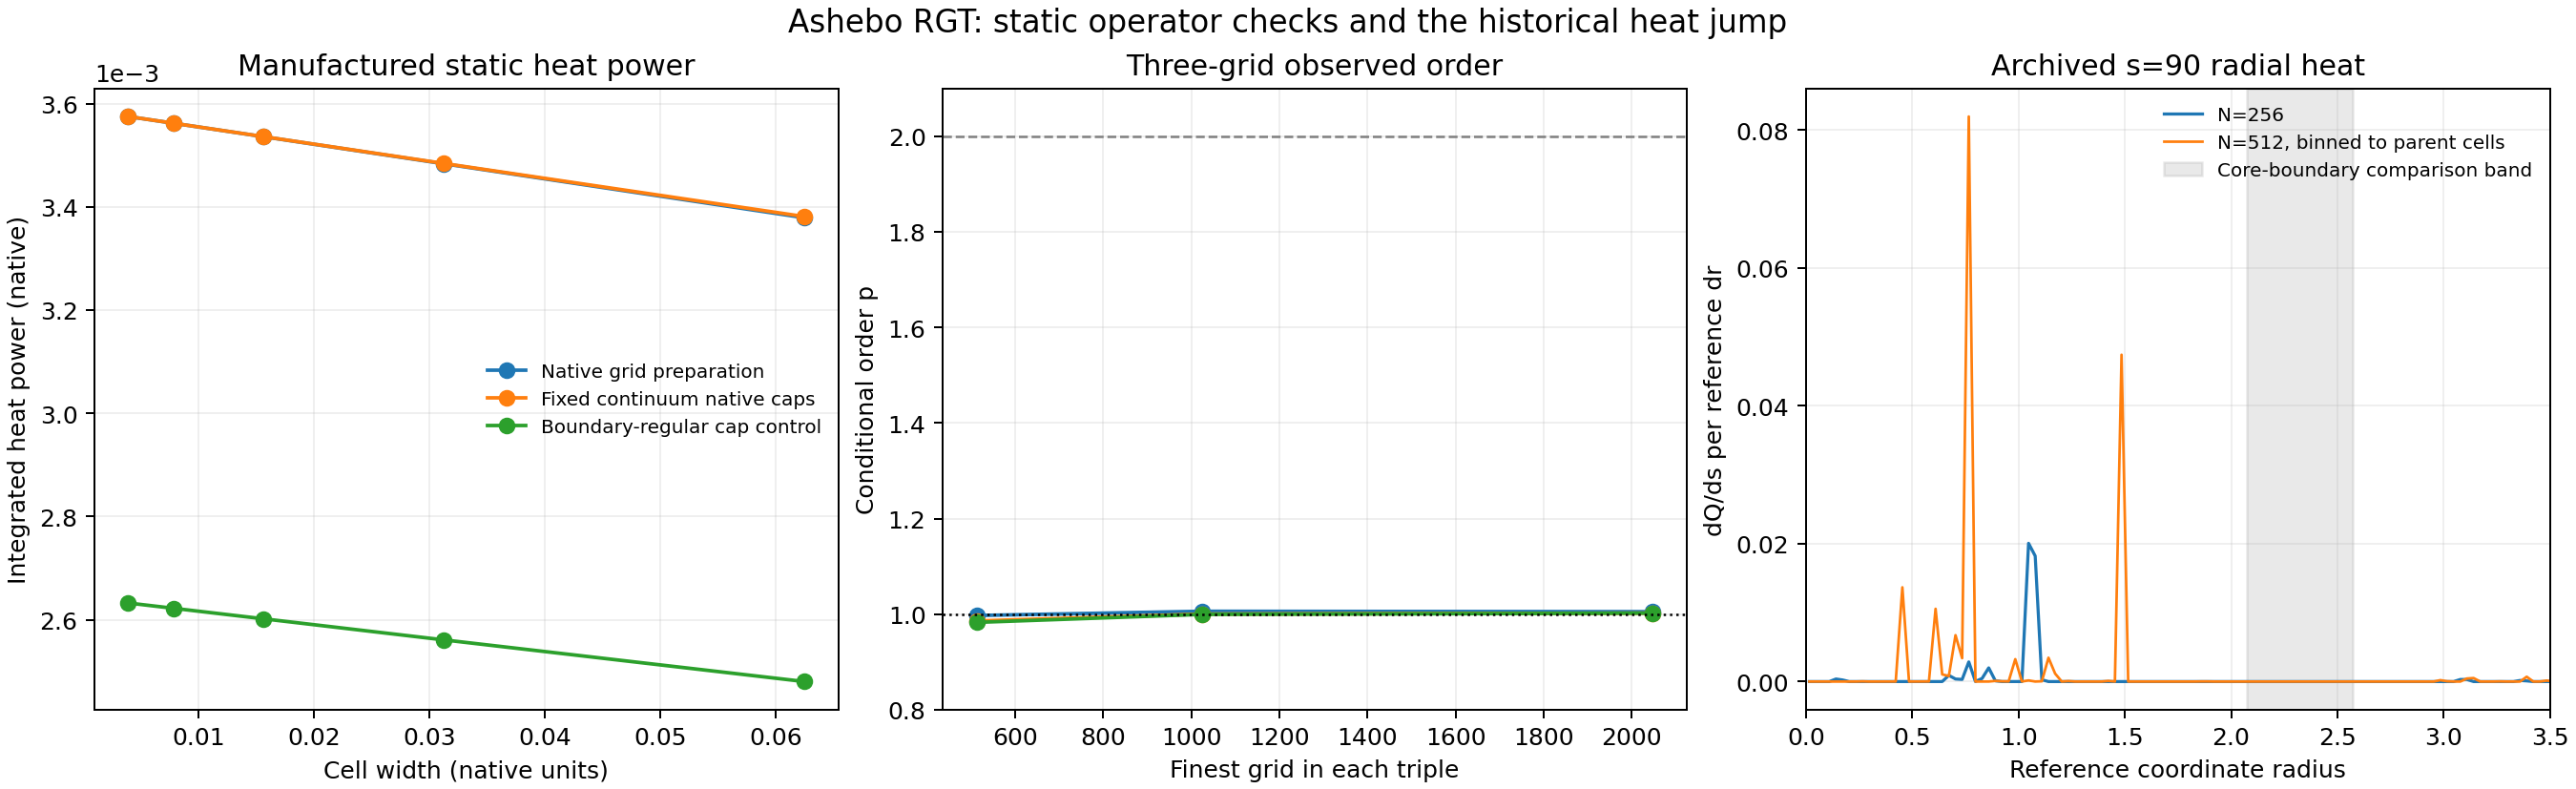 Ashebo RGT: static operator checks and the historical heat jump
Manufactured static heat power
1e−3
3.6
3.4
3.2
3.0
2.8
2.6
Integrated heat power (native)
Native grid preparation
Fixed continuum native caps
Boundary-regular cap control
0.01
0.02
0.03
0.04
0.05
0.06
Cell width (native units)
Three-grid observed order
2.0
1.8
1.6
1.4
1.2
1.0
0.8
Conditional order p
600
800
1000
1200
1400
1600
1800
2000
Finest grid in each triple
Archived s=90 radial heat
0.08
0.06
0.04
0.02
0.00
dQ/ds per reference dr
N=256
N=512, binned to parent cells
Core-boundary comparison band
0.0
0.5
1.0
1.5
2.0
2.5
3.0
3.5
Reference coordinate radius